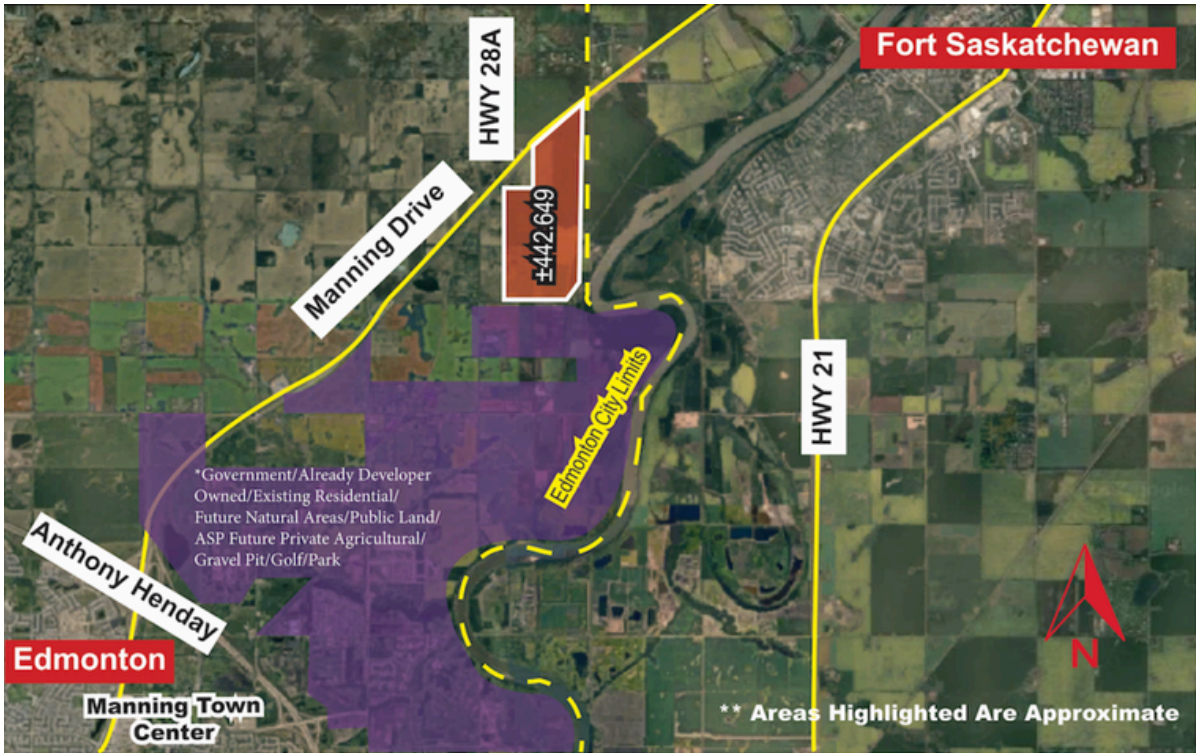 HWY 28A
Fort Saskatchewan
±442.649
Manning Drive
HWY 21
Edmonton City Limits
*Government/Already Developer
Owned/Existing Residential/
Future Natural Areas/Public Land/
ASP Future Private Agricultural/
Gravel Pit/Golf/Park
Anthony Henday
Edmonton
Manning Town
Center
N
** Areas Highlighted Are Approximate